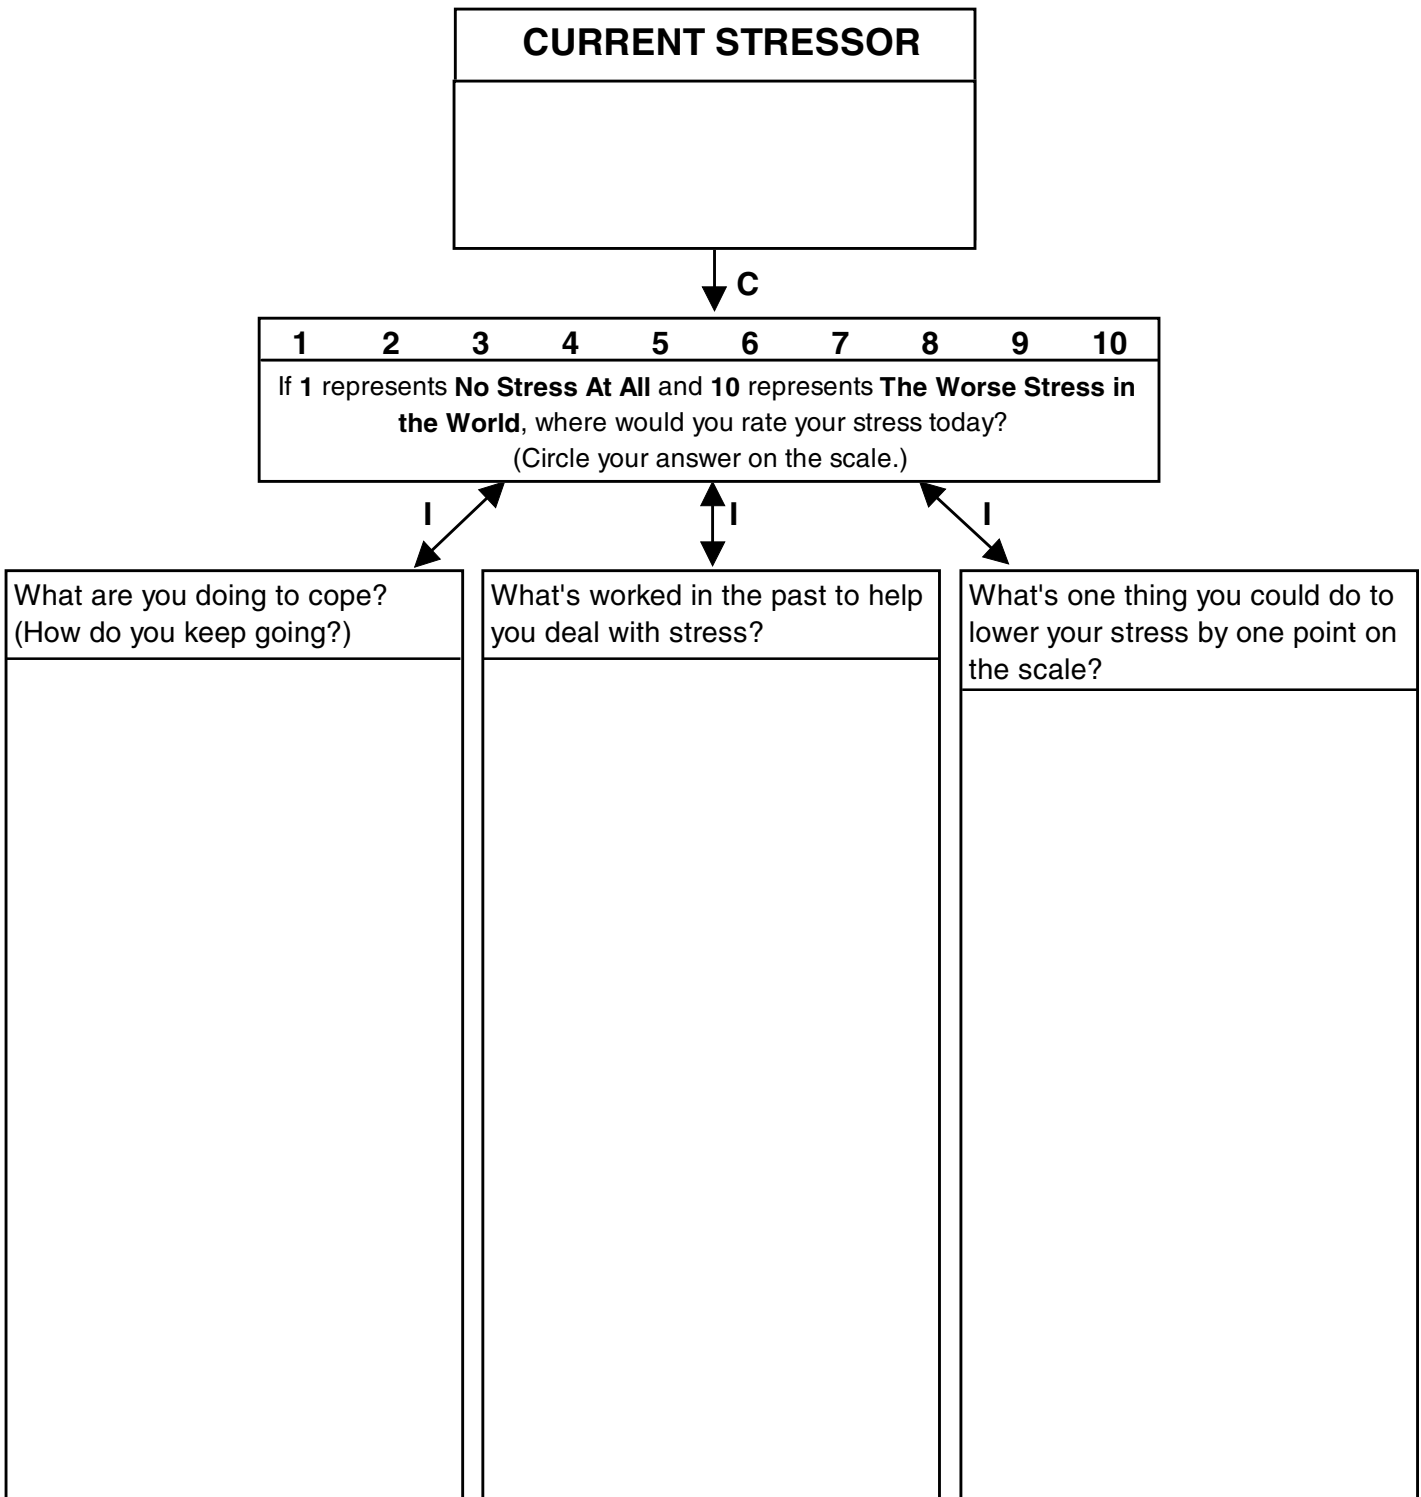 CURRENT STRESSOR
C
1 2 3 4 5 6 7 8 9 10
If 1 represents No Stress At All and 10 represents The Worse Stress in
the World, where would you rate your stress today?
(Circle your answer on the scale.)
I I I
What are you doing to cope?
(How do you keep going?)
What's worked in the past to help
you deal with stress?
What's one thing you could do to
lower your stress by one point on
the scale?